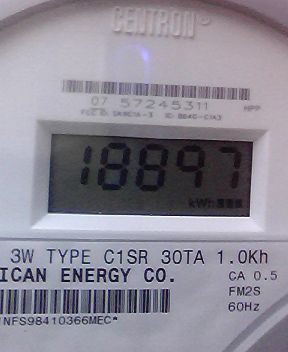 CENTRON
07 57245311
HPP
18897
kWh
3W TYPE C1SR 30TA 1.0Kh
ICAN ENERGY CO.
CA 0.5
FM2S
60Hz
NFS98410366MEC*